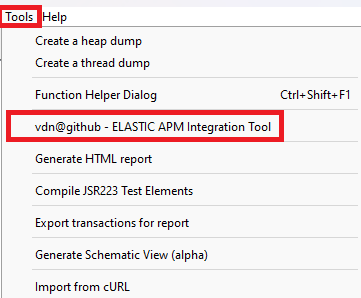 Tools Help
Create a heap dump
Create a thread dump
Function Helper Dialog Ctrl+Shift+F1
vdn@github - ELASTIC APM Integration Tool
Generate HTML report
Compile JSR223 Test Elements
Export transactions for report
Generate Schematic View (alpha)
Import from cURL